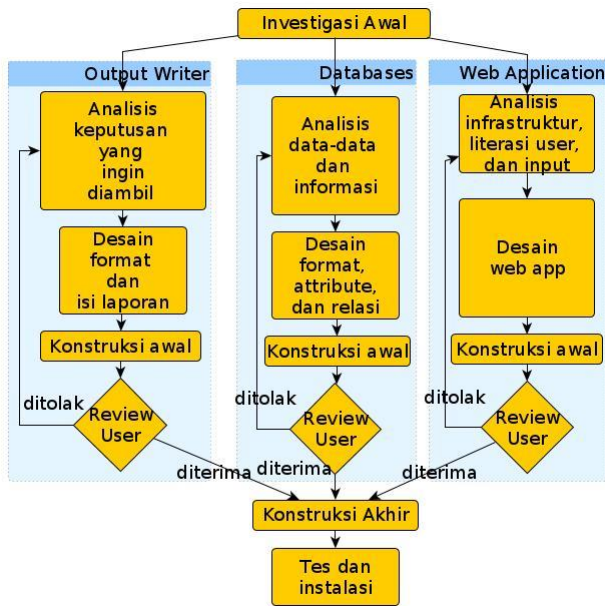 Investigasi Awal
Output Writer
Analisis
keputusan
yang
ingin
diambil
Desain
format
dan
isi laporan
Konstruksi awal
ditolak
Review
User
diterima
Databases
Analisis
data-data
dan
informasi
Desain
format,
attribute,
dan relasi
Konstruksi awal
ditolak
Review
User
diterima
Web Application
Analisis
infrastruktur,
literasi user,
dan input
Desain
web app
Konstruksi awal
ditolak
Review
User
diterima
Konstruksi Akhir
Tes dan
instalasi